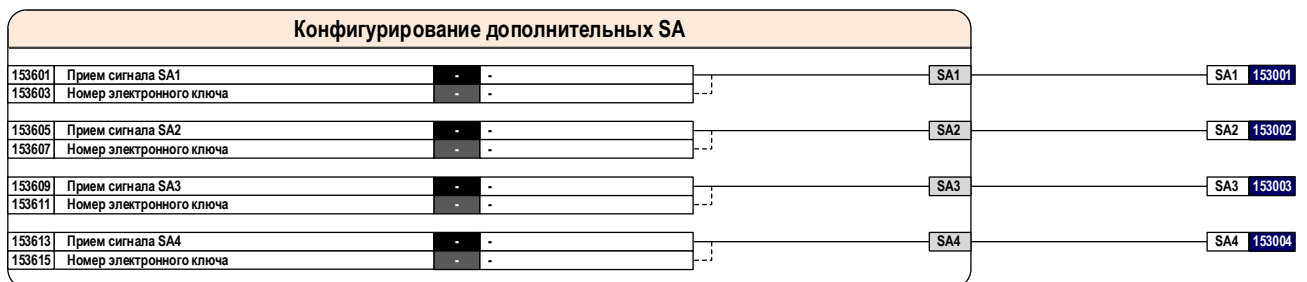 Конфигурирование дополнительных SA
153601 Прием сигнала SA1 - - SA1 SA1 153001
153603 Номер электронного ключа - -
153605 Прием сигнала SA2 - - SA2 SA2 153002
153607 Номер электронного ключа - -
153609 Прием сигнала SA3 - - SA3 SA3 153003
153611 Номер электронного ключа - -
153613 Прием сигнала SA4 - - SA4 SA4 153004
153615 Номер электронного ключа - -